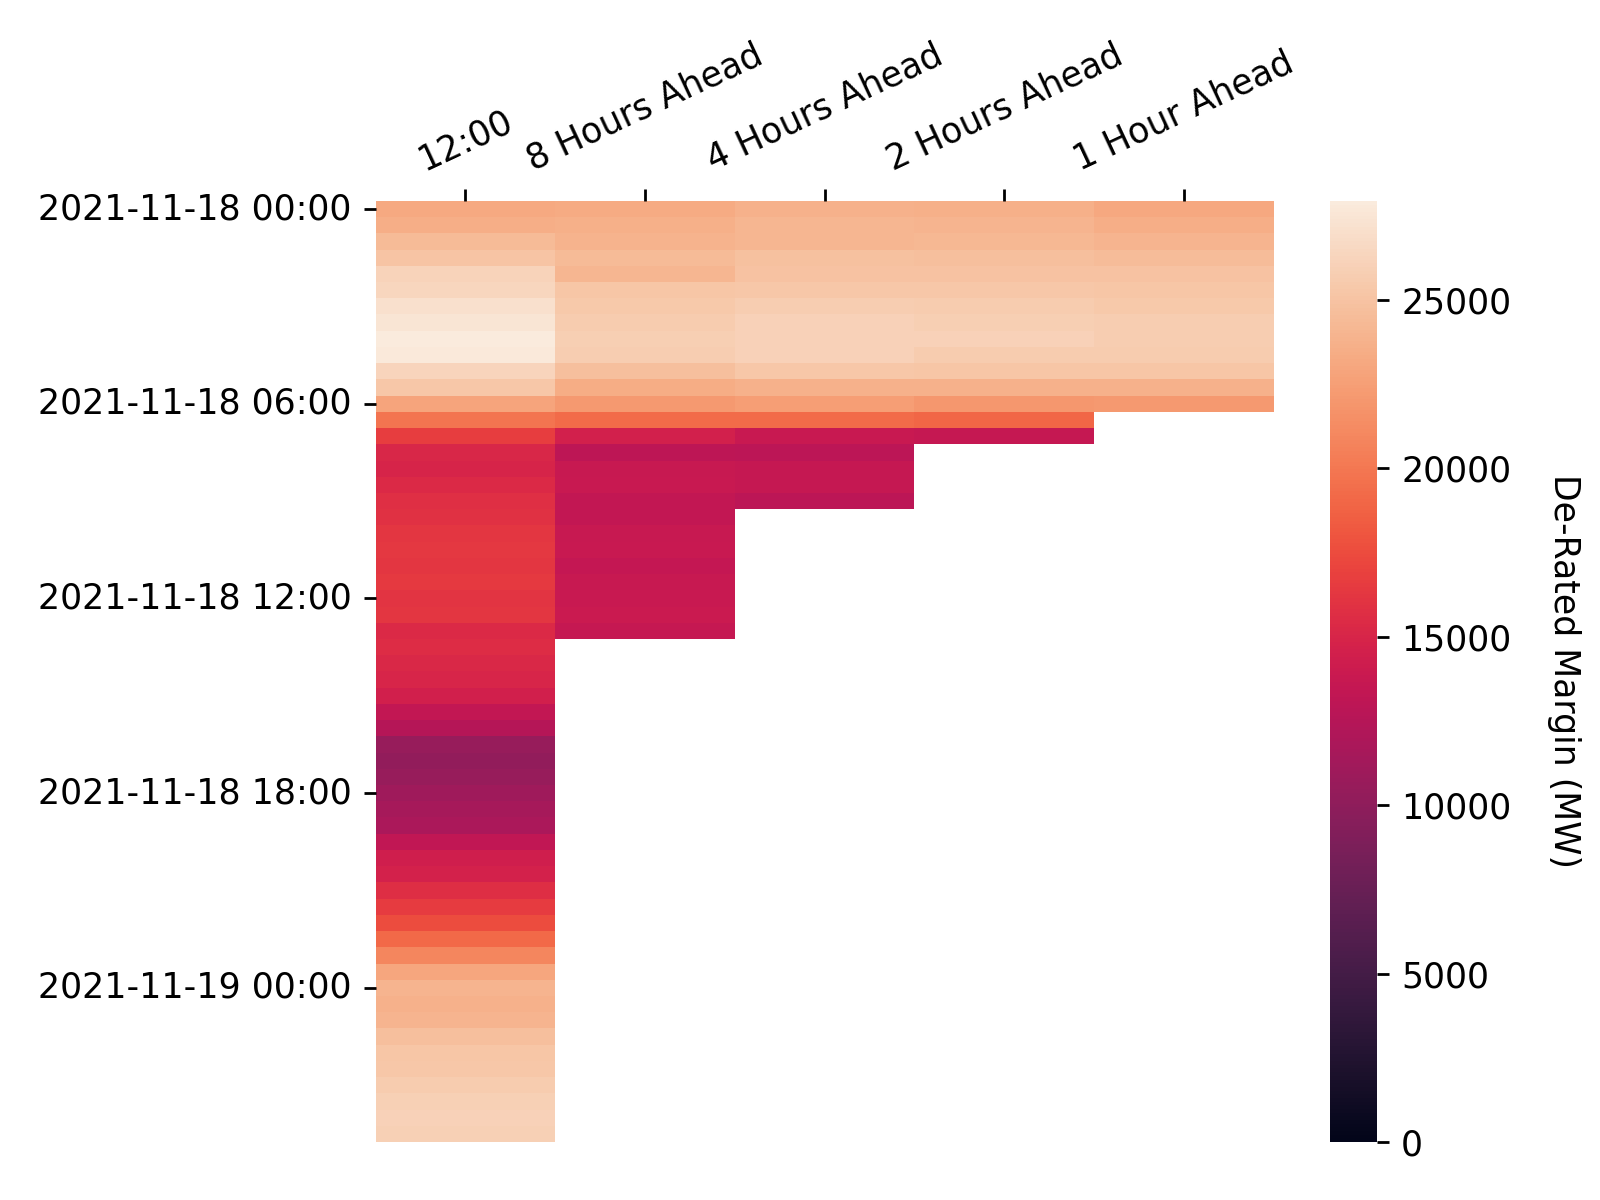 12:00
8 Hours Ahead
4 Hours Ahead
2 Hours Ahead
1 Hour Ahead
2021-11-18 00:00
2021-11-18 06:00
2021-11-18 12:00
2021-11-18 18:00
2021-11-19 00:00
25000
20000
15000
10000
5000
0
De-Rated Margin (MW)